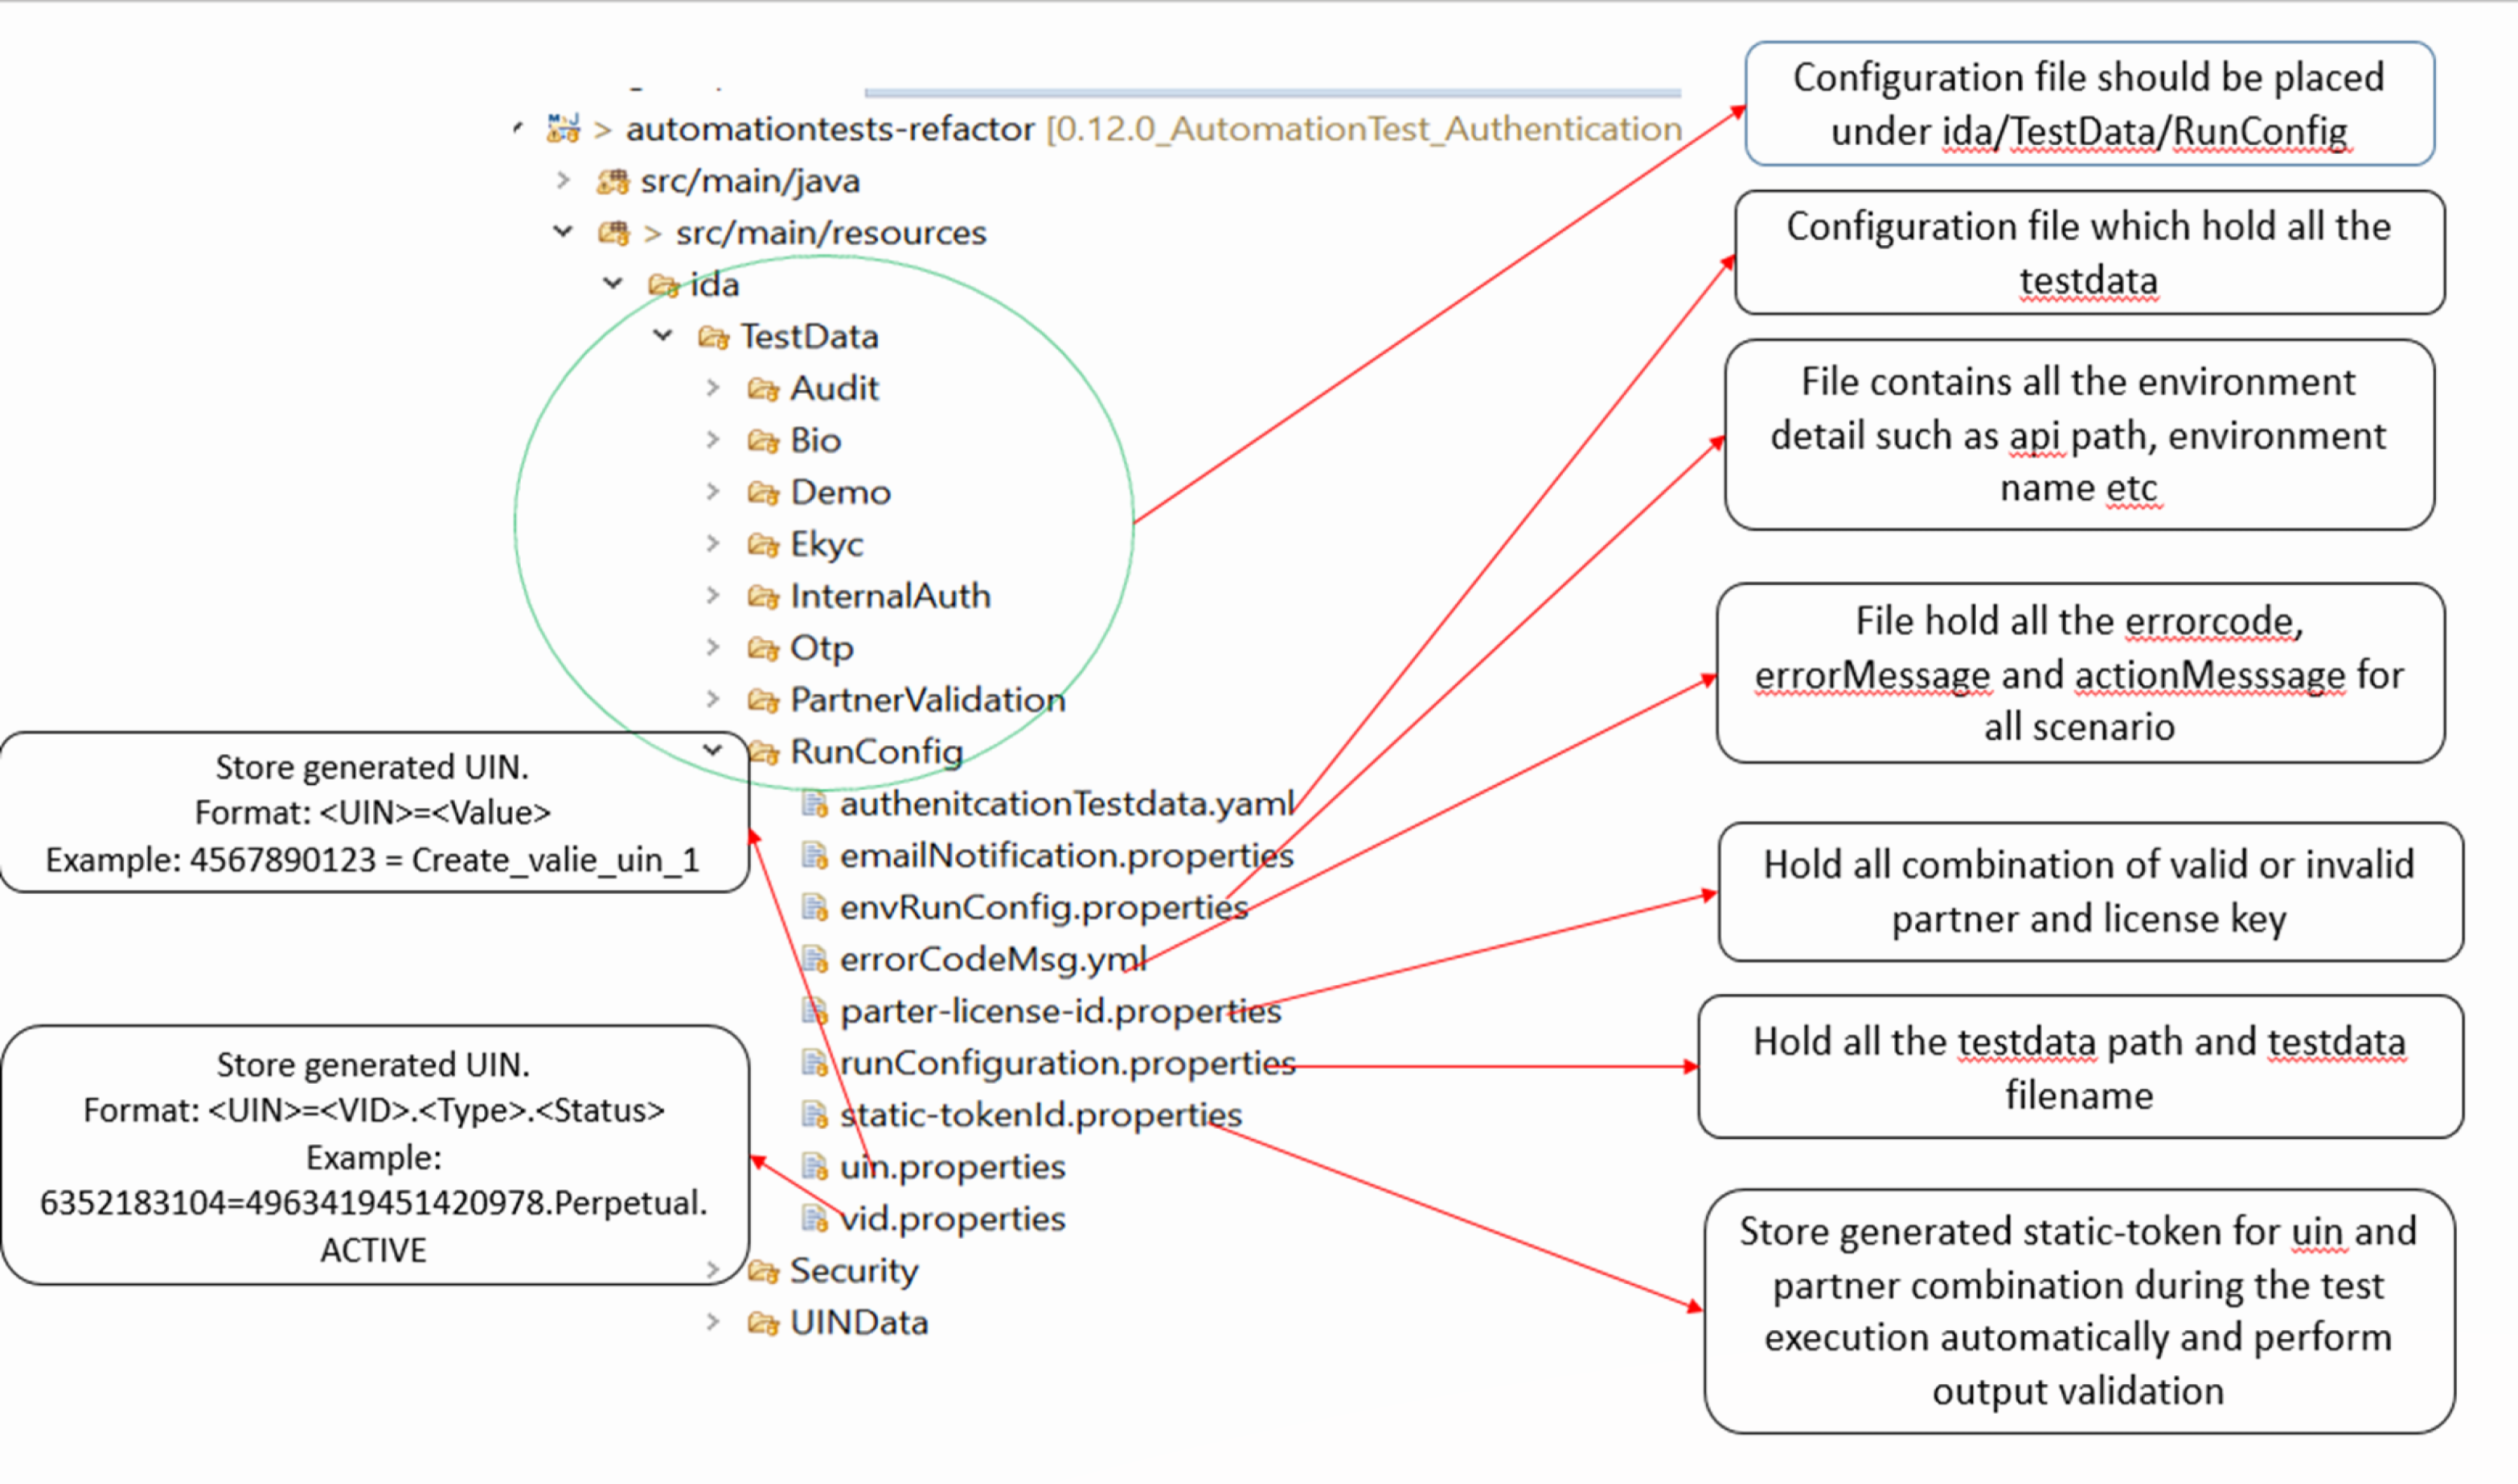 automationtests-refactor [0.12.0_AutomationTest_Authentication
src/main/java
src/main/resources
ida
TestData
Audit
Bio
Demo
Ekyc
InternalAuth
Otp
PartnerValidation
RunConfig
authenitcationTestdata.yaml
emailNotification.properties
envRunConfig.properties
errorCodeMsg.yml
parter-license-id.properties
runConfiguration.properties
static-tokenId.properties
uin.properties
vid.properties
Security
UINData
Store generated UIN.
Format: <UIN>=<Value>
Example: 4567890123 = Create_valie_uin_1
Store generated UIN.
Format: <UIN>=<VID>.<Type>.<Status>
Example:
6352183104=4963419451420978.Perpetual.
ACTIVE
Configuration file should be placed
under ida/TestData/RunConfig
Configuration file which hold all the
testdata
File contains all the environment
detail such as api path, environment
name etc
File hold all the errorcode,
errorMessage and actionMesssage for
all scenario
Hold all combination of valid or invalid
partner and license key
Hold all the testdata path and testdata
filename
Store generated static-token for uin and
partner combination during the test
execution automatically and perform
output validation